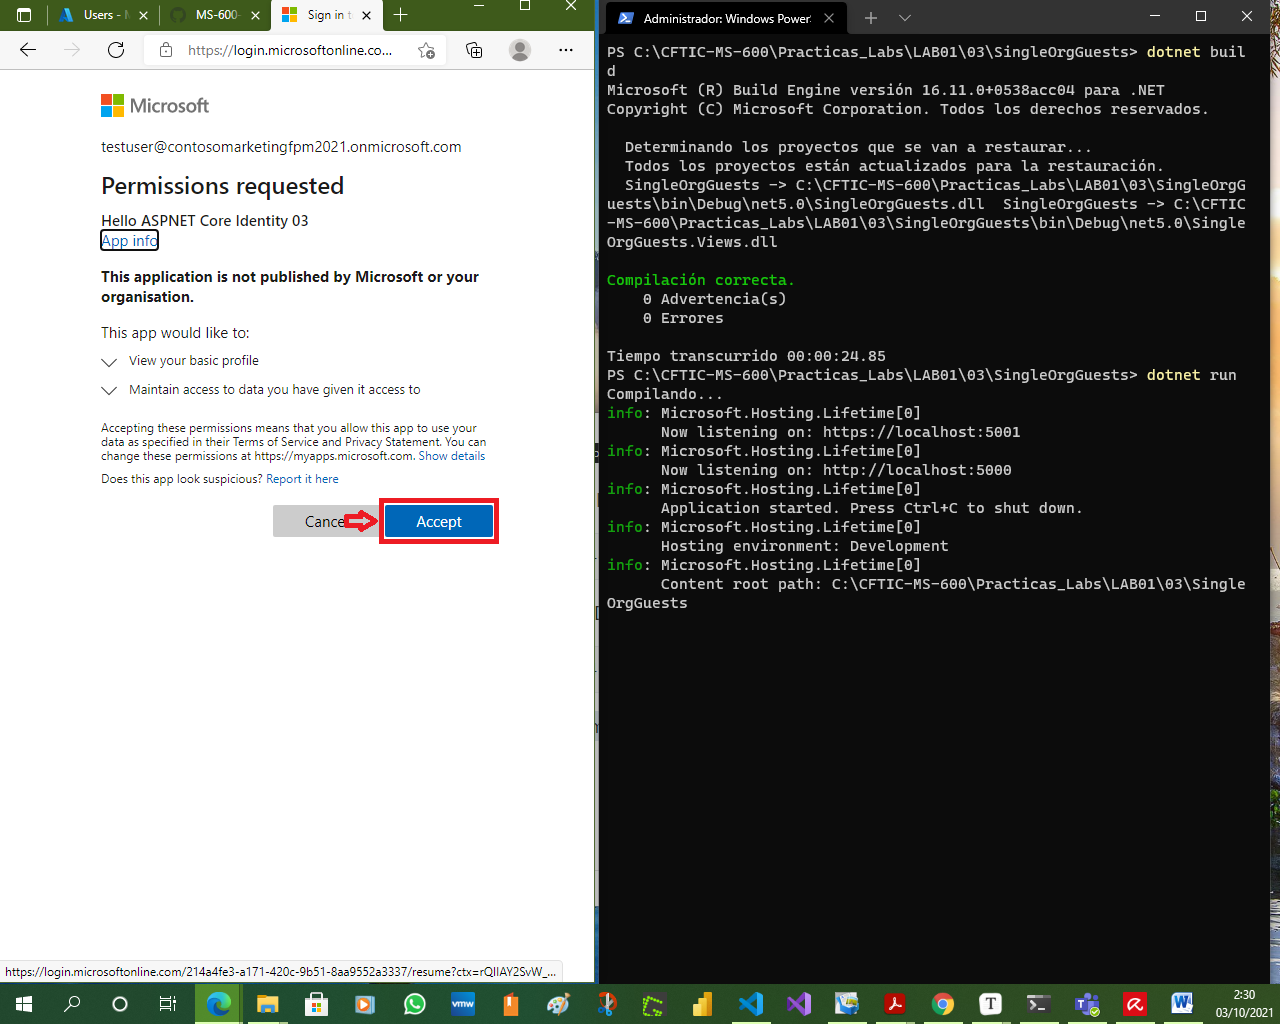 Users -
MS-600-
Sign in t
https://login.microsoftonline.co...
Microsoft
testuser@contosomarketingfpm2021.onmicrosoft.com
Permissions requested
Hello ASPNET Core Identity 03
App info
This application is not published by Microsoft or your
organisation.
This app would like to:
View your basic profile
Maintain access to data you have given it access to
Accepting these permissions means that you allow this app to use your
data as specified in their Terms of Service and Privacy Statement. You can
change these permissions at https://myapps.microsoft.com. Show details
Does this app look suspicious? Report it here
Cance
Accept
https://login.microsoftonline.com/214a4fe3-a171-420c-9b51-8aa9552a3337/resume?ctx=rQIIAY2SvW_...
Administrador: Windows Power
PS C:\CFTIC-MS-600\Practicas_Labs\LAB01\03\SingleOrgGuests> dotnet buil
d
Microsoft (R) Build Engine versión 16.11.0+0538acc04 para .NET
Copyright (C) Microsoft Corporation. Todos los derechos reservados.
Determinando los proyectos que se van a restaurar...
Todos los proyectos están actualizados para la restauración.
SingleOrgGuests -> C:\CFTIC-MS-600\Practicas_Labs\LAB01\03\SingleOrgG
uests\bin\Debug\net5.0\SingleOrgGuests.dll  SingleOrgGuests -> C:\CFTIC
-MS-600\Practicas_Labs\LAB01\03\SingleOrgGuests\bin\Debug\net5.0\Single
OrgGuests.Views.dll
Compilación correcta.
0 Advertencia(s)
0 Errores
Tiempo transcurrido 00:00:24.85
PS C:\CFTIC-MS-600\Practicas_Labs\LAB01\03\SingleOrgGuests> dotnet run
Compilando...
info: Microsoft.Hosting.Lifetime[0]
Now listening on: https://localhost:5001
info: Microsoft.Hosting.Lifetime[0]
Now listening on: http://localhost:5000
info: Microsoft.Hosting.Lifetime[0]
Application started. Press Ctrl+C to shut down.
info: Microsoft.Hosting.Lifetime[0]
Hosting environment: Development
info: Microsoft.Hosting.Lifetime[0]
Content root path: C:\CFTIC-MS-600\Practicas_Labs\LAB01\03\Single
OrgGuests
vmw
T
2:30
03/10/2021